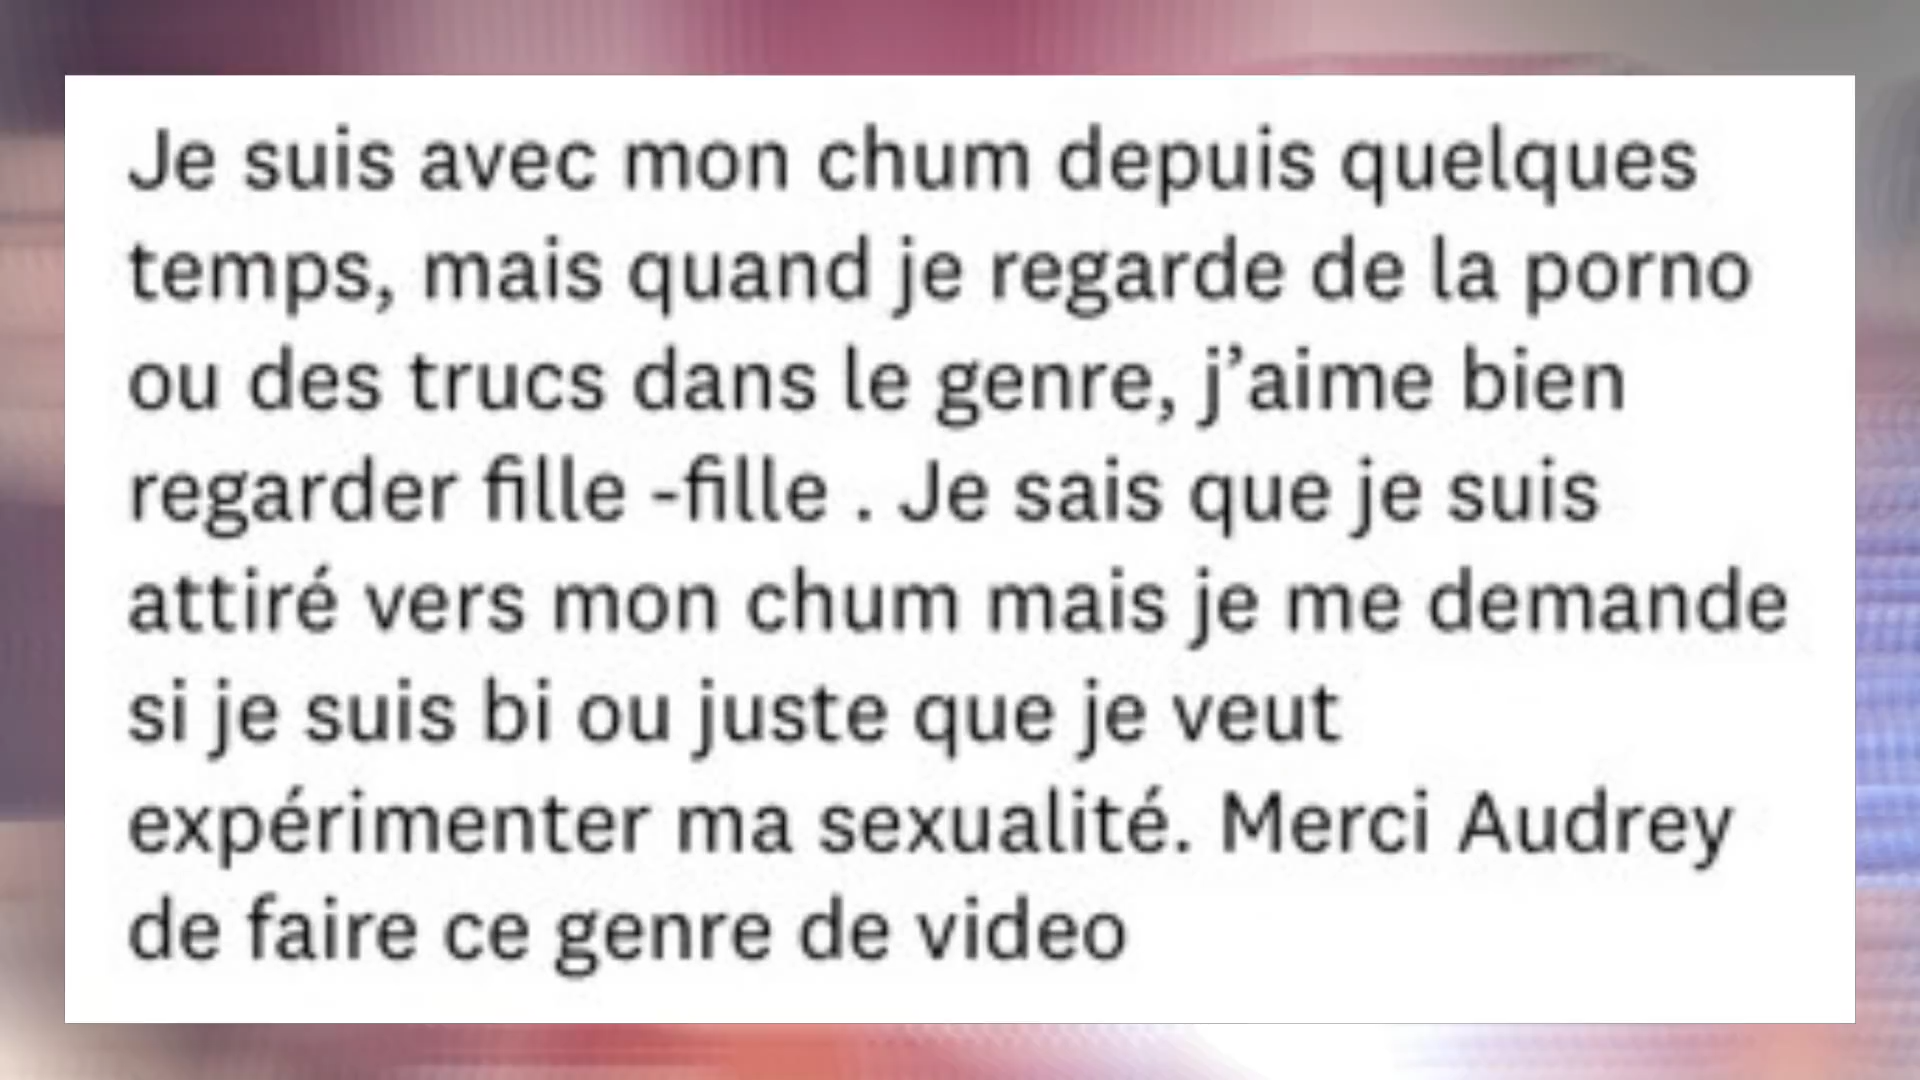 Je suis avec mon chum depuis quelques
temps, mais quand je regarde de la porno
ou des trucs dans le genre, j’aime bien
regarder fille -fille . Je sais que je suis
attiré vers mon chum mais je me demande
si je suis bi ou juste que je veut
expérimenter ma sexualité. Merci Audrey
de faire ce genre de video